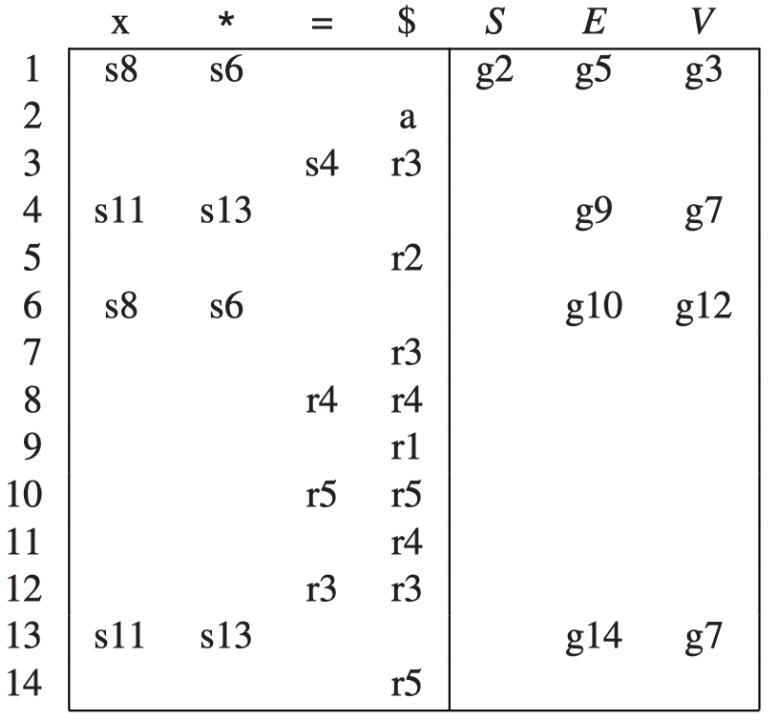 x * = $ S E V
1 s8 s6 g2 g5 g3
2 a
3 s4 r3
4 s11 s13 g9 g7
5 r2
6 s8 s6 g10 g12
7 r3
8 r4 r4
9 r1
10 r5 r5
11 r4
12 r3 r3
13 s11 s13 g14 g7
14 r5